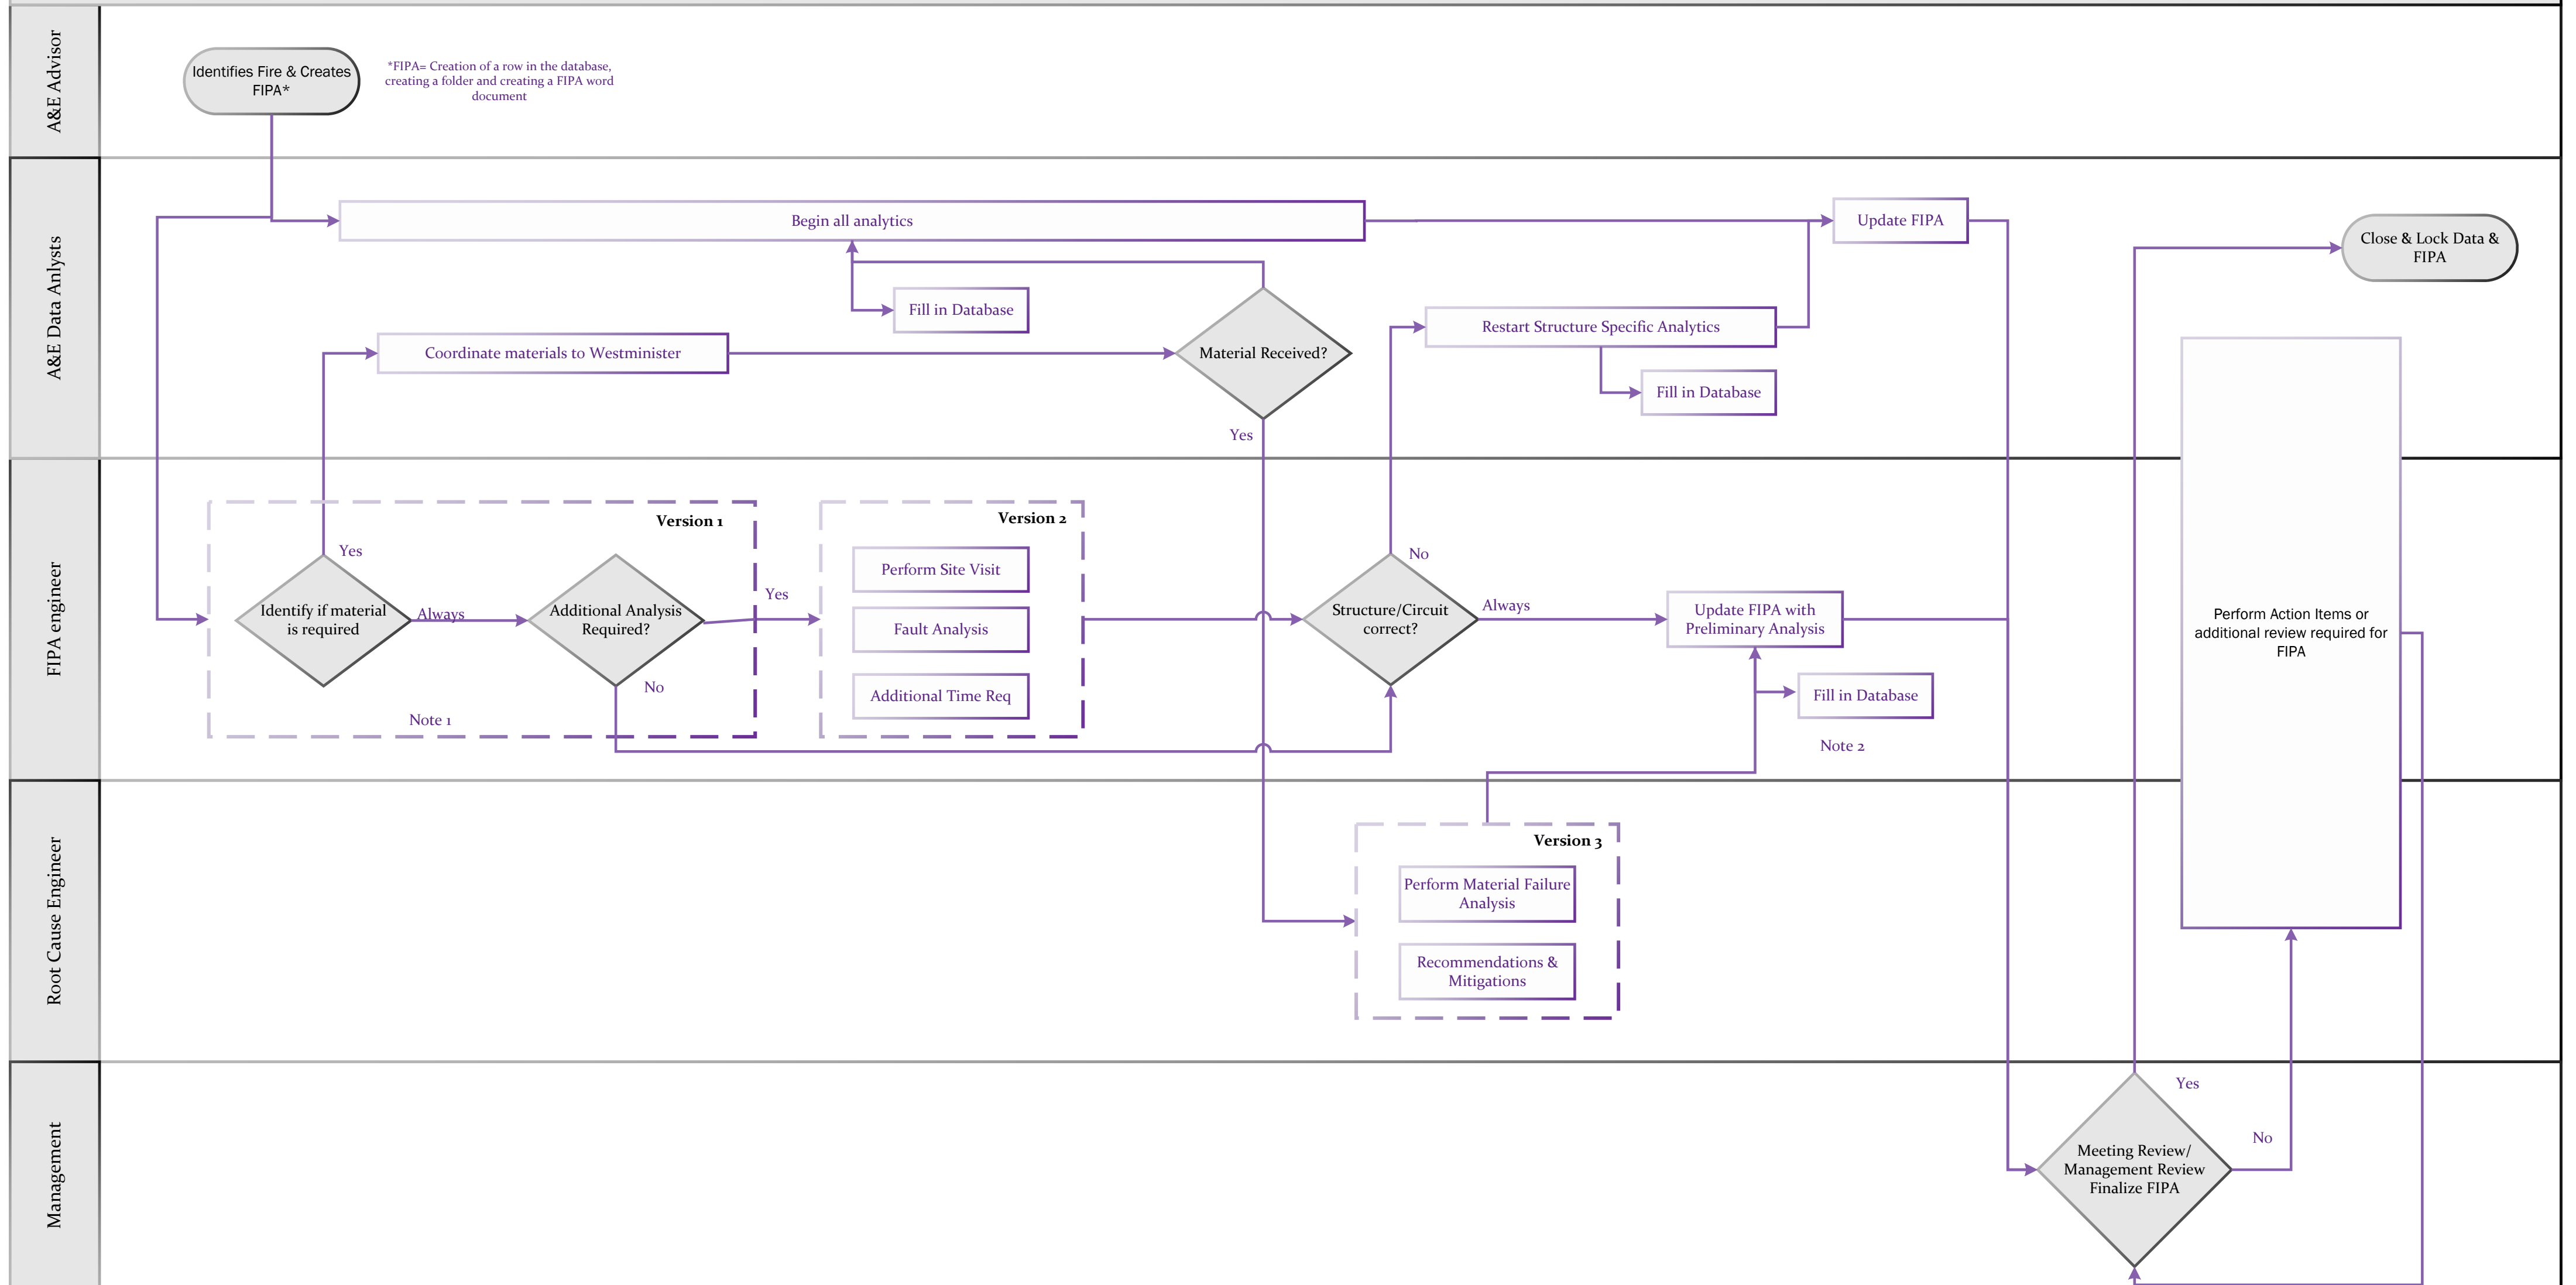 A&E Advisor
Identifies Fire & Creates
FIPA*
*FIPA= Creation of a row in the database,
creating a folder and creating a FIPA word
document
A&E Data Anlysts
Begin all analytics
Update FIPA
Close & Lock Data &
FIPA
Fill in Database
Restart Structure Specific Analytics
Coordinate materials to Westminister
Material Received?
Fill in Database
Yes
FIPA engineer
Version 1
Yes
Identify if material
is required
Always
Additional Analysis
Required?
Yes
No
Note 1
Version 2
Perform Site Visit
Fault Analysis
Additional Time Req
No
Structure/Circuit
correct?
Always
Update FIPA with
Preliminary Analysis
Fill in Database
Note 2
Perform Action Items or
additional review required for
FIPA
Root Cause Engineer
Version 3
Perform Material Failure
Analysis
Recommendations &
Mitigations
Management
Yes
No
Meeting Review/
Management Review
Finalize FIPA